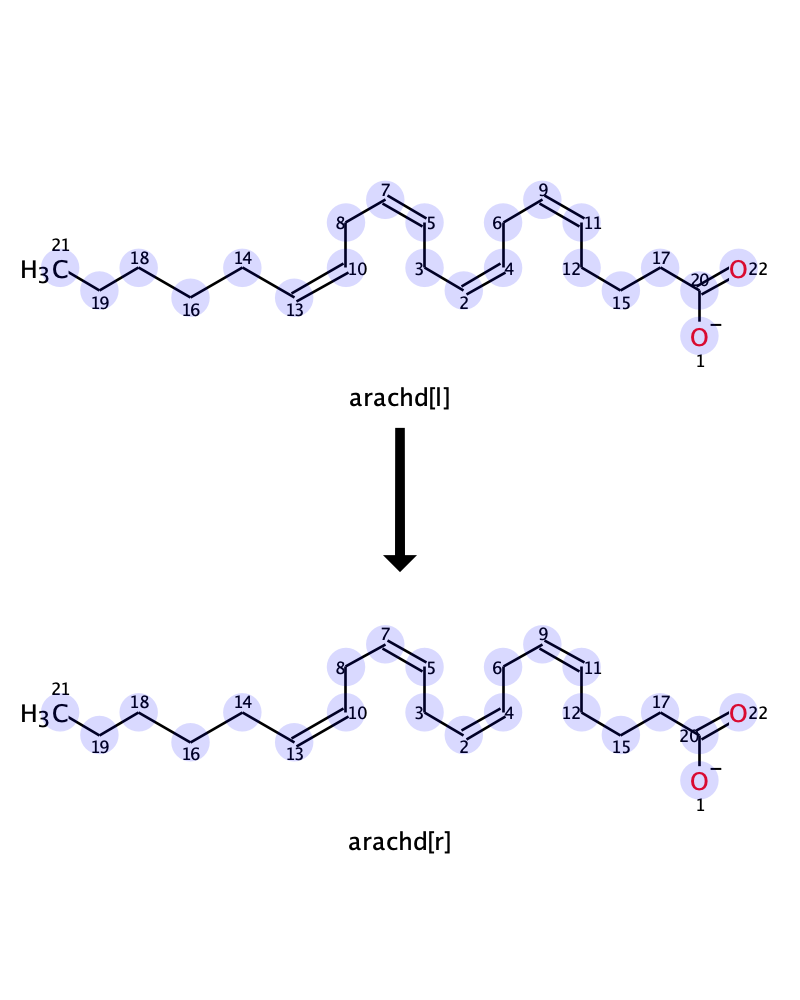 7 9
8 5 6 11
21 18 14 17
H₃C 10 3 4 12 20 O 22
19 16 13 2 15 O⁻
1
arachd[l]
7 9
8 5 6 11
21 18 14 17
H₃C 10 3 4 12 O 22
19 16 13 2 15 20 O⁻
1
arachd[r]